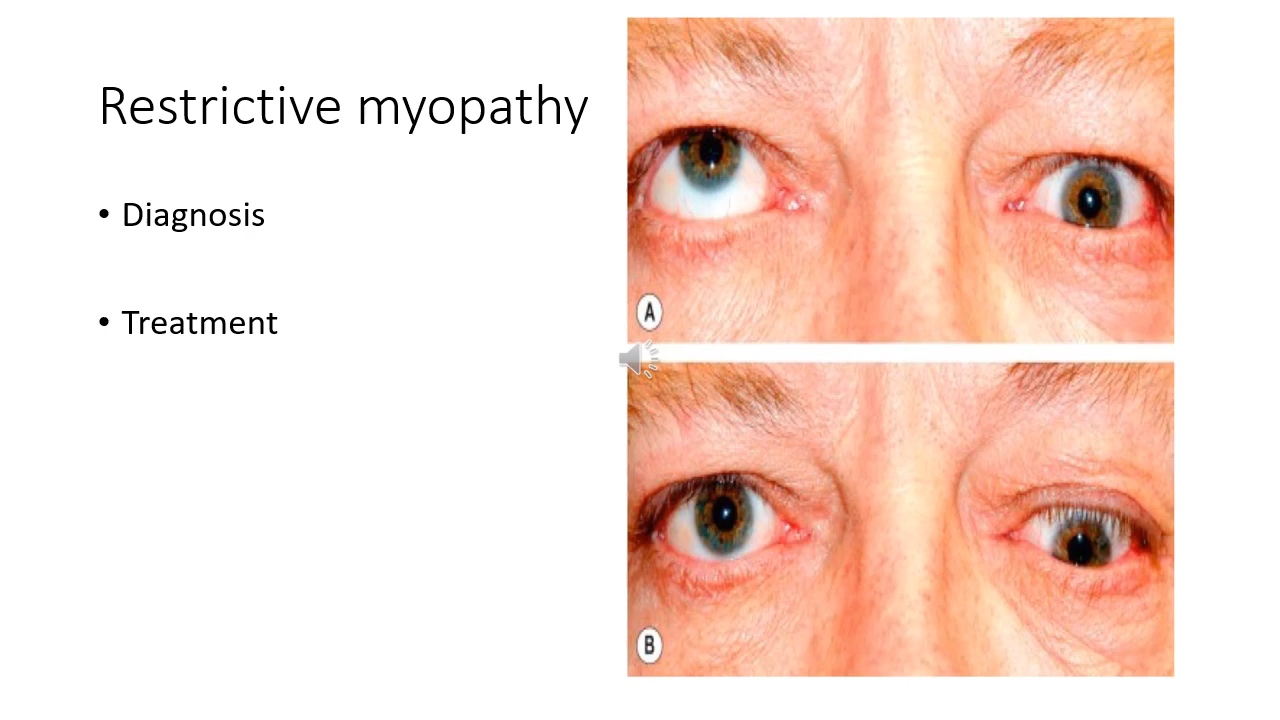 Restrictive myopathy
• Diagnosis
• Treatment
A
B